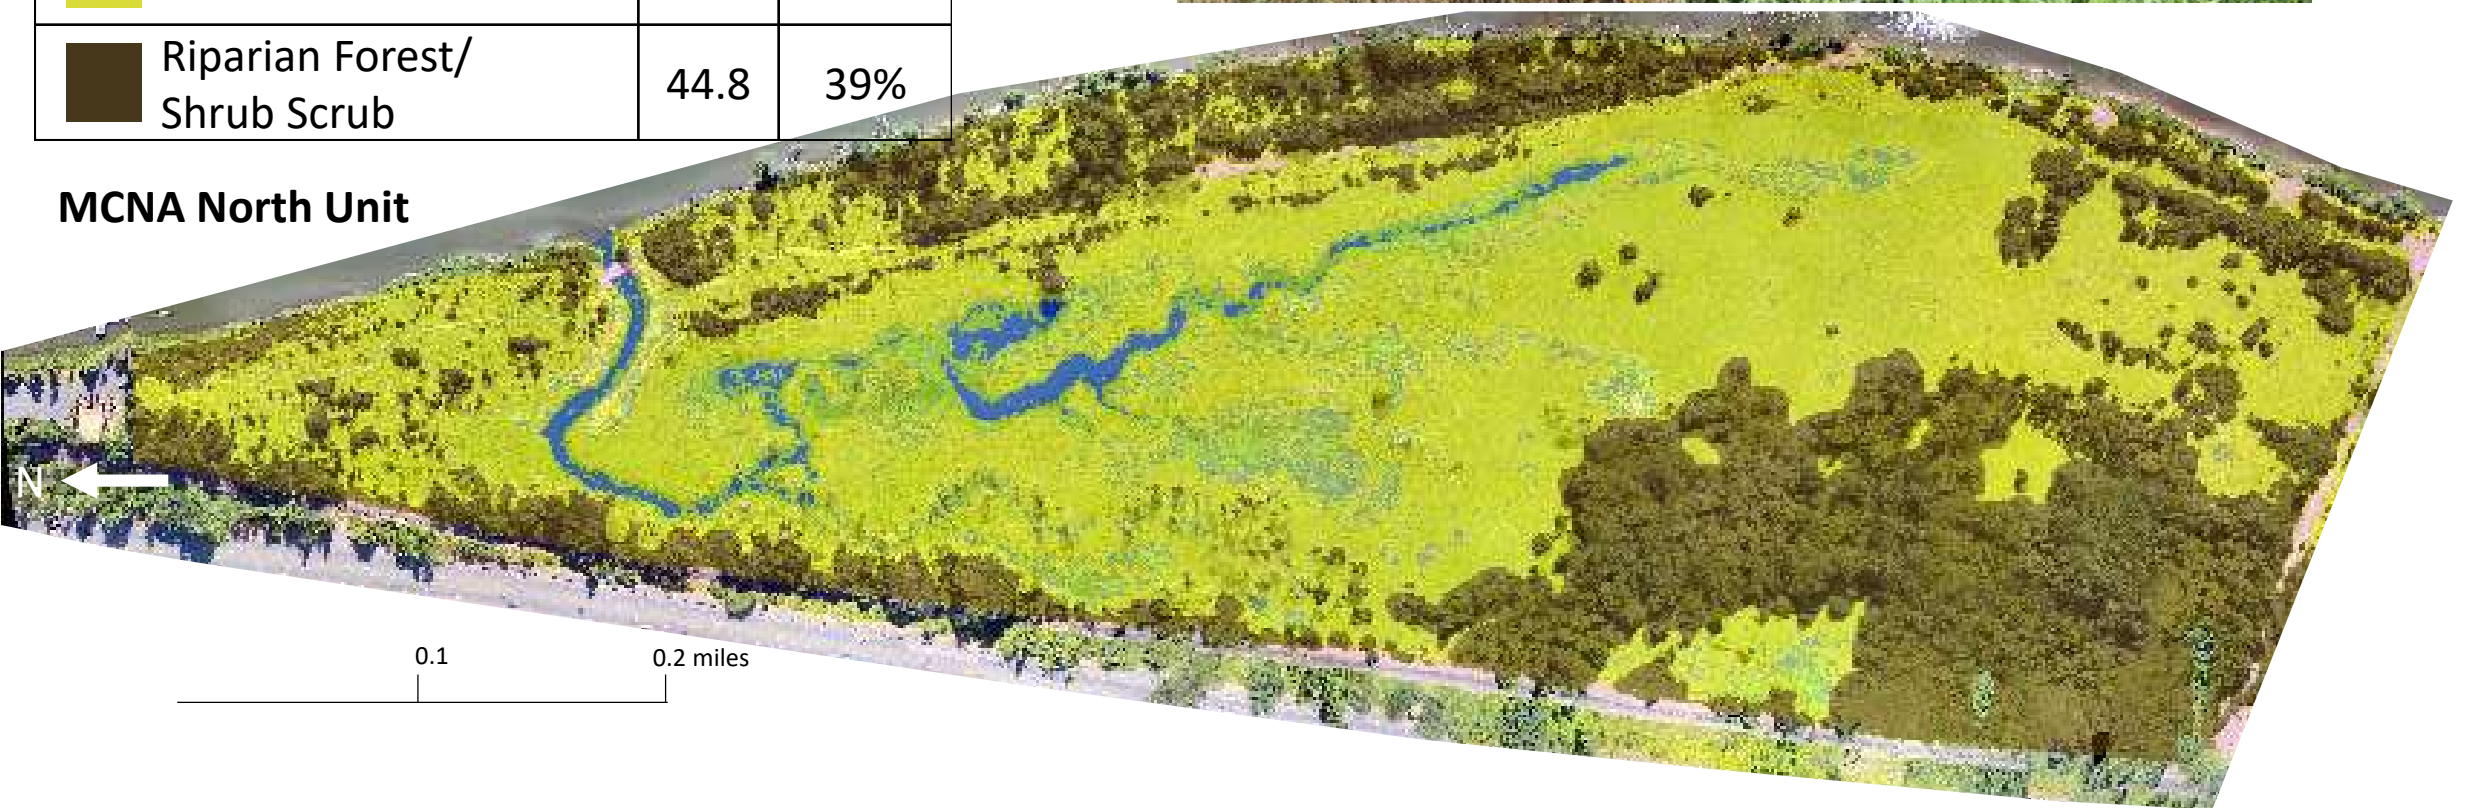 Riparian Forest/
Shrub Scrub
44.8
39%
MCNA North Unit
N
0.1
0.2 miles